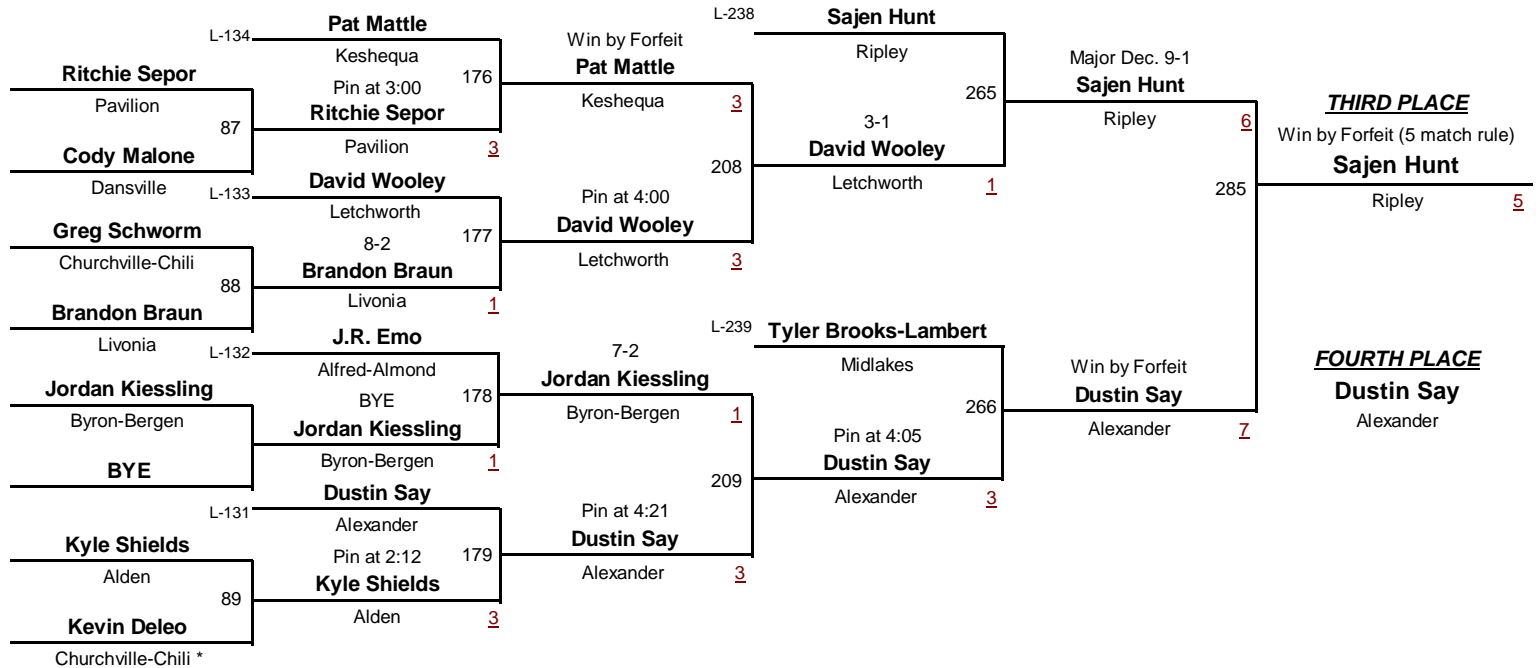 L-134
Pat Mattle
Keshequa
Ritchie Sepor
Pavilion
87
Cody Malone
Dansville
Pin at 3:00
Ritchie Sepor
Pavilion
3
176
L-133
David Wooley
Letchworth
Greg Schworm
Churchville-Chili
88
Brandon Braun
Livonia
8-2
Brandon Braun
Livonia
1
177
L-132
J.R. Emo
Alfred-Almond
Jordan Kiessling
Byron-Bergen
BYE
BYE
Jordan Kiessling
Byron-Bergen
1
178
L-131
Dustin Say
Alexander
Kyle Shields
Alden
89
Kevin Deleo
Churchville-Chili *
Pin at 2:12
Kyle Shields
Alden
3
179
Win by Forfeit
Pat Mattle
Keshequa
3
208
Pin at 4:00
David Wooley
Letchworth
3
7-2
Jordan Kiessling
Byron-Bergen
1
209
Pin at 4:21
Dustin Say
Alexander
3
L-238
Sajen Hunt
Ripley
265
3-1
David Wooley
Letchworth
1
L-239
Tyler Brooks-Lambert
Midlakes
266
Pin at 4:05
Dustin Say
Alexander
3
Major Dec. 9-1
Sajen Hunt
Ripley
6
285
Win by Forfeit
Dustin Say
Alexander
7
THIRD PLACE
Win by Forfeit (5 match rule)
Sajen Hunt
Ripley
5
FOURTH PLACE
Dustin Say
Alexander